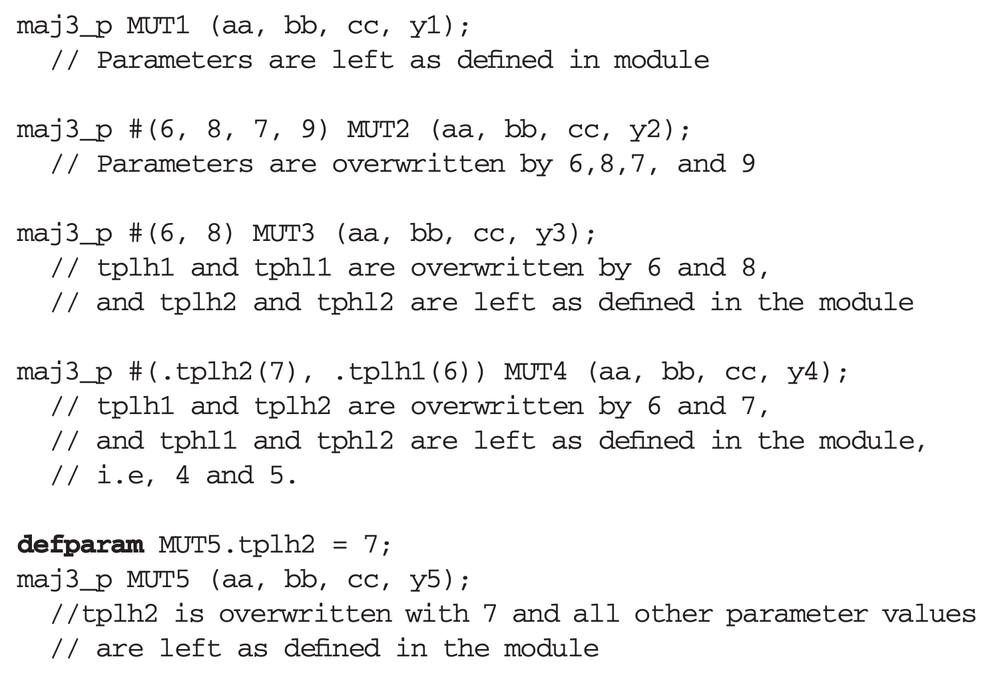 maj3_p MUT1 (aa, bb, cc, y1);
// Parameters are left as defined in module
maj3_p #(6, 8, 7, 9) MUT2 (aa, bb, cc, y2);
// Parameters are overwritten by 6,8,7, and 9
maj3_p #(6, 8) MUT3 (aa, bb, cc, y3);
// tplh1 and tphl1 are overwritten by 6 and 8,
// and tplh2 and tphl2 are left as defined in the module
maj3_p #(.tplh2(7), .tplh1(6)) MUT4 (aa, bb, cc, y4);
// tplh1 and tplh2 are overwritten by 6 and 7,
// and tphl1 and tphl2 are left as defined in the module,
// i.e, 4 and 5.
defparam MUT5.tplh2 = 7;
maj3_p MUT5 (aa, bb, cc, y5);
//tplh2 is overwritten with 7 and all other parameter values
// are left as defined in the module